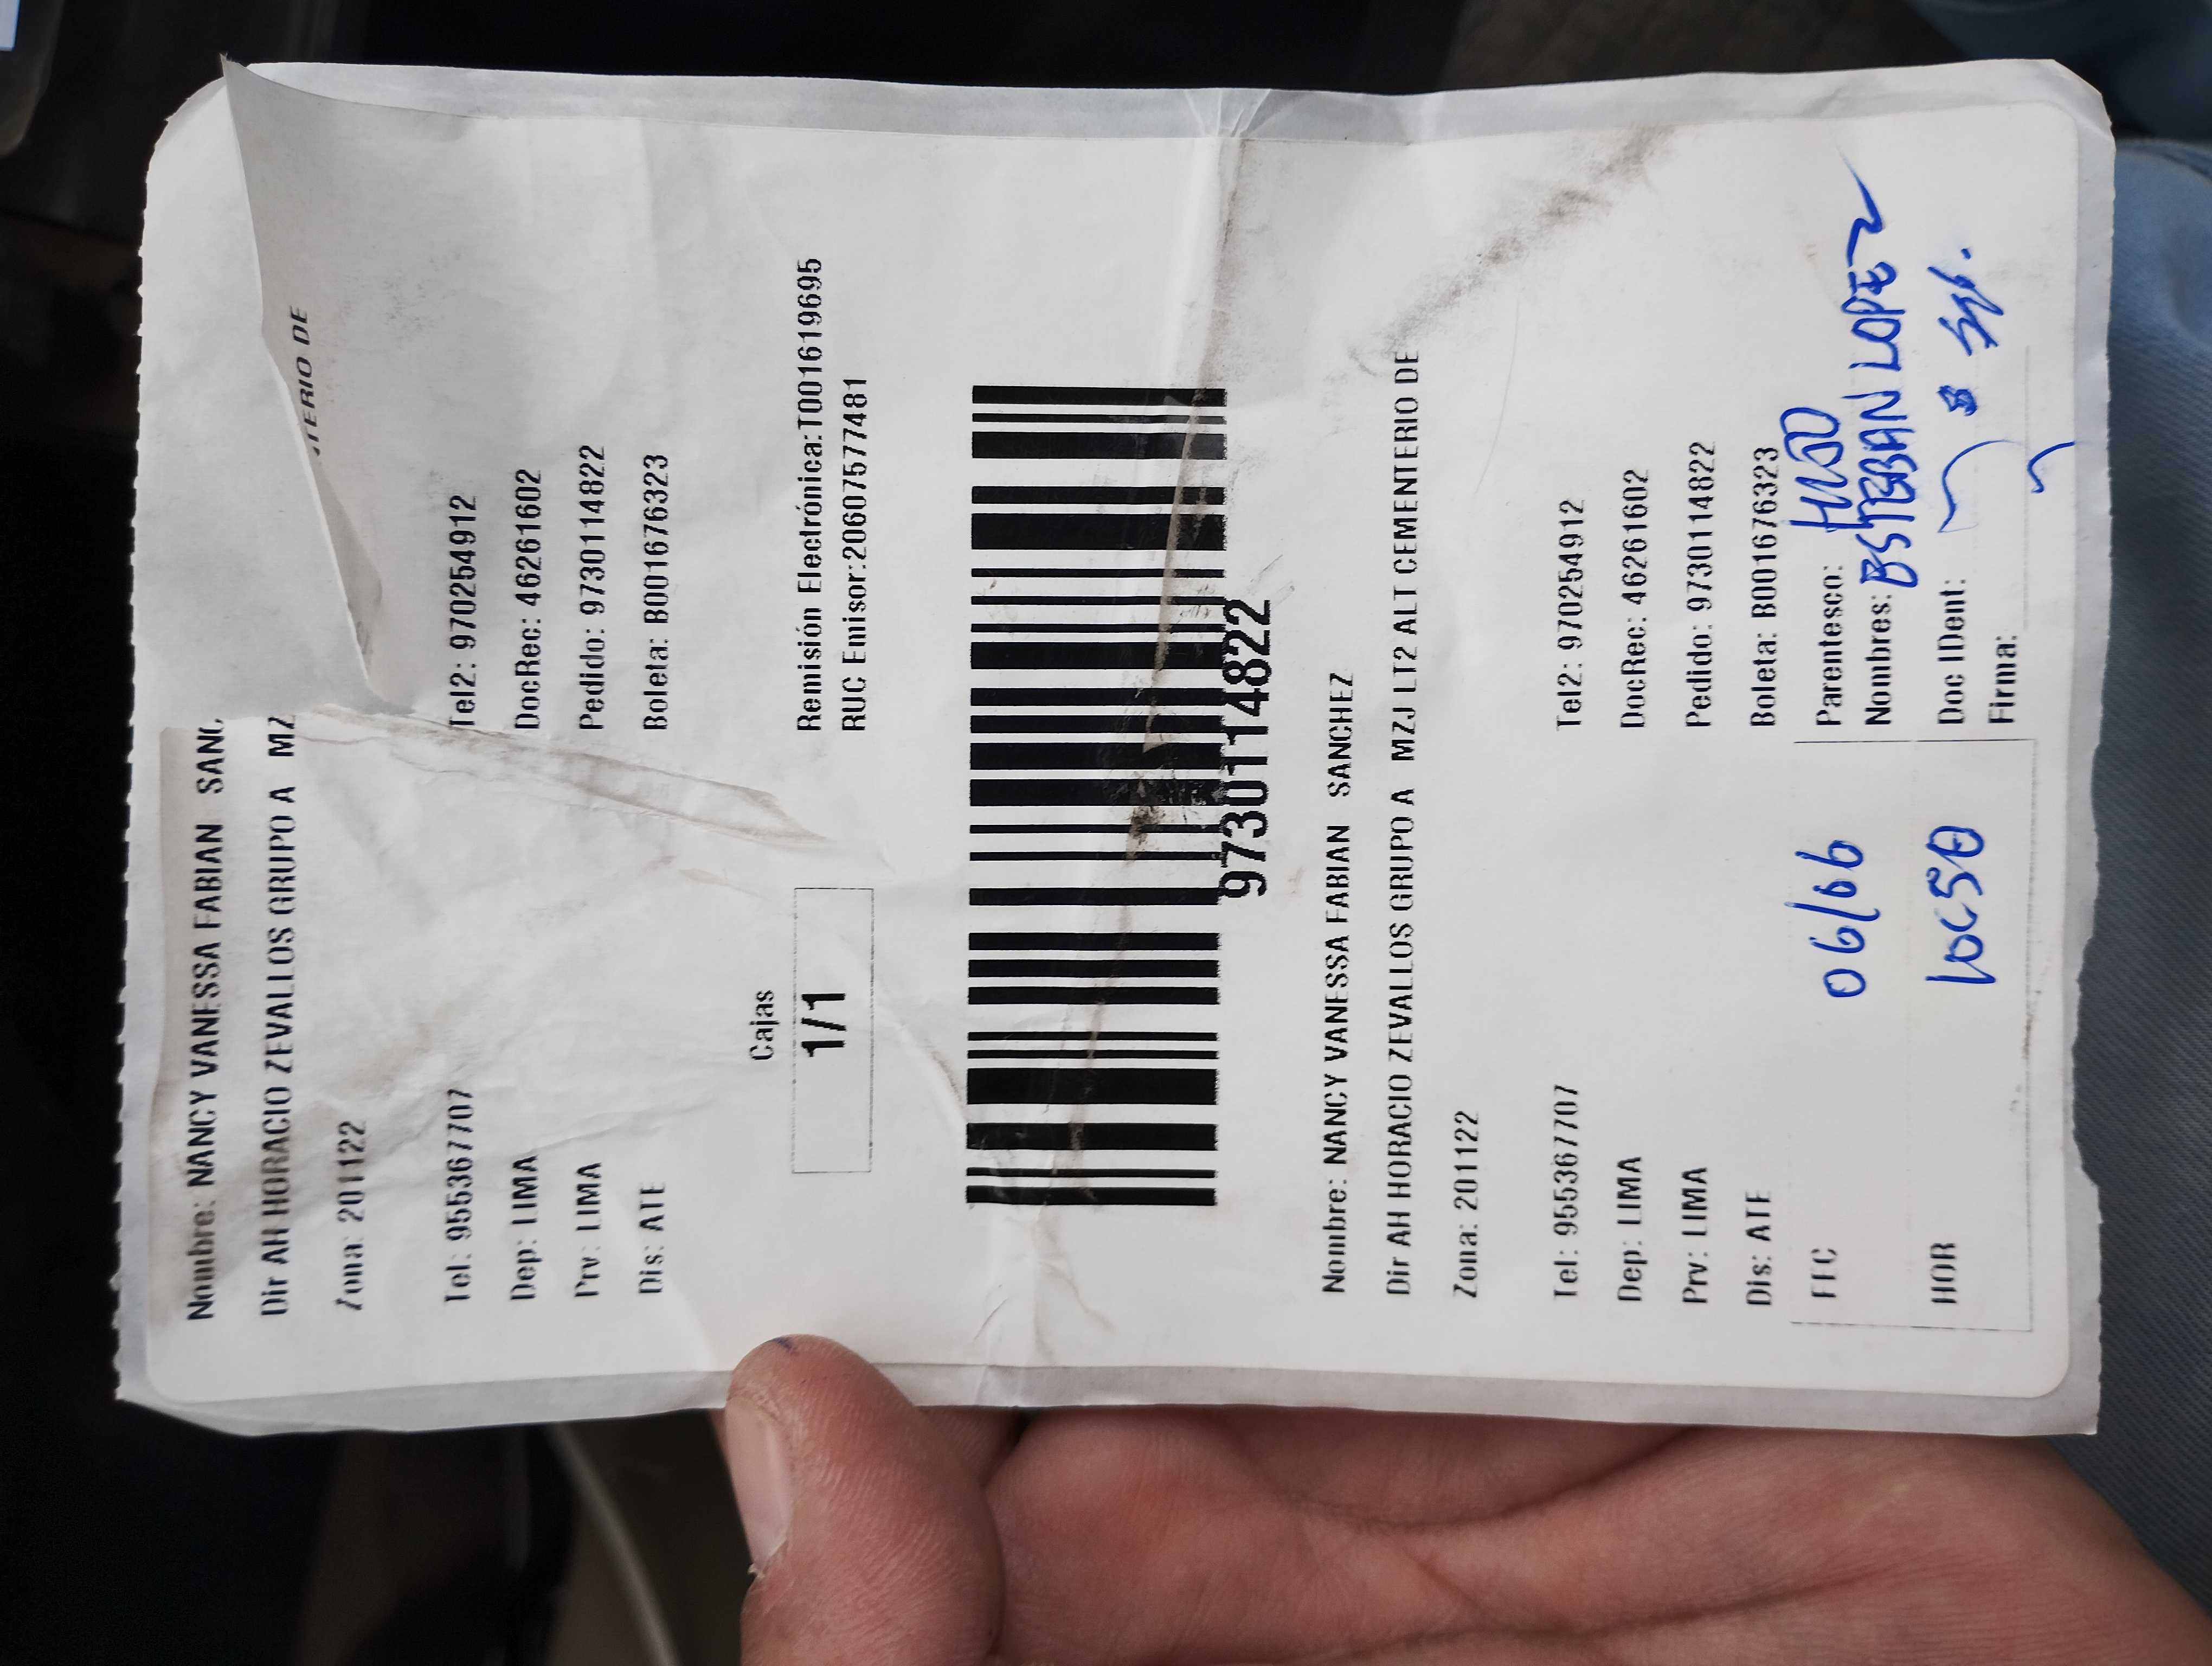 Nombre: NANCY VANESSA FABIAN SANC
Dir AH HORACIO ZEVALLOS GRUPO A MZ
TERIO DE
Zona: 201122
Tel: 955367707 Tel2: 970254912
Dep: LIMA DocRec: 46261602
Prv: LIMA Pedido: 9730114822
Dis: ATE Boleta: B001676323
Cajas
1/1
Remisión Electrónica:T001619695
RUC Emisor:20607577481
9730114822
Nombre: NANCY VANESSA FABIAN SANCHEZ
Dir AH HORACIO ZEVALLOS GRUPO A MZJ LT2 ALT CEMENTERIO DE
Zona: 201122
Tel: 955367707 Tel2: 970254912
Dep: LIMA DocRec: 46261602
Prv: LIMA Pedido: 9730114822
Dis: ATE Boleta: B001676323
FEC 06/06 Parentesco: HUGO
Nombres: ESTEBAN LOPEZ
HOR Doc IDent:
Firma: